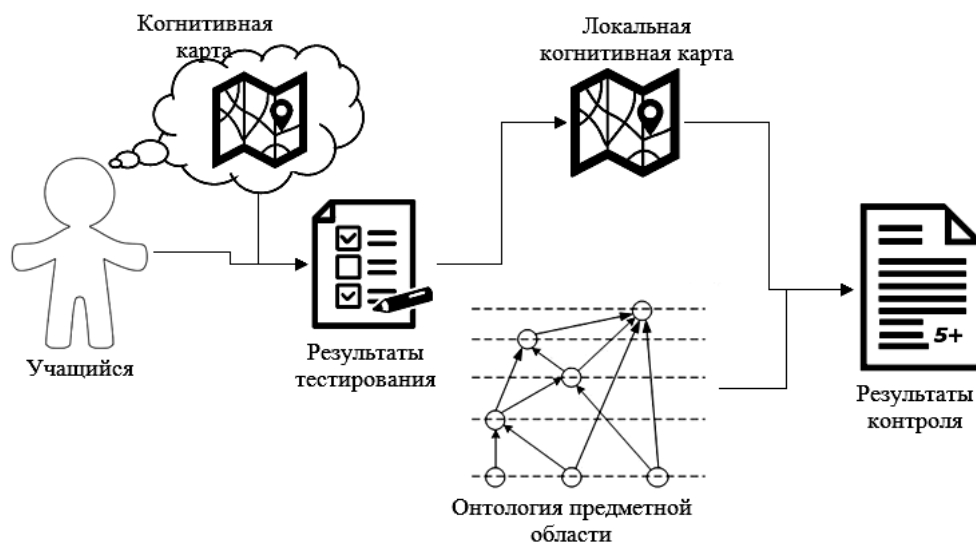 Когнитивная
карта
Локальная
когнитивная карта
Учащийся
Результаты
тестирования
5+
Результаты
контроля
Онтология предметной
области